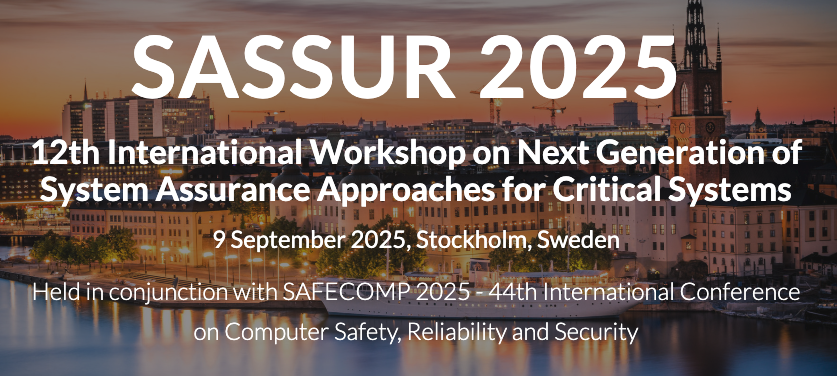 SASSUR 2025
12th International Workshop on Next Generation of
System Assurance Approaches for Critical Systems
9 September 2025, Stockholm, Sweden
Held in conjunction with SAFECOMP 2025 - 44th International Conference
on Computer Safety, Reliability and Security